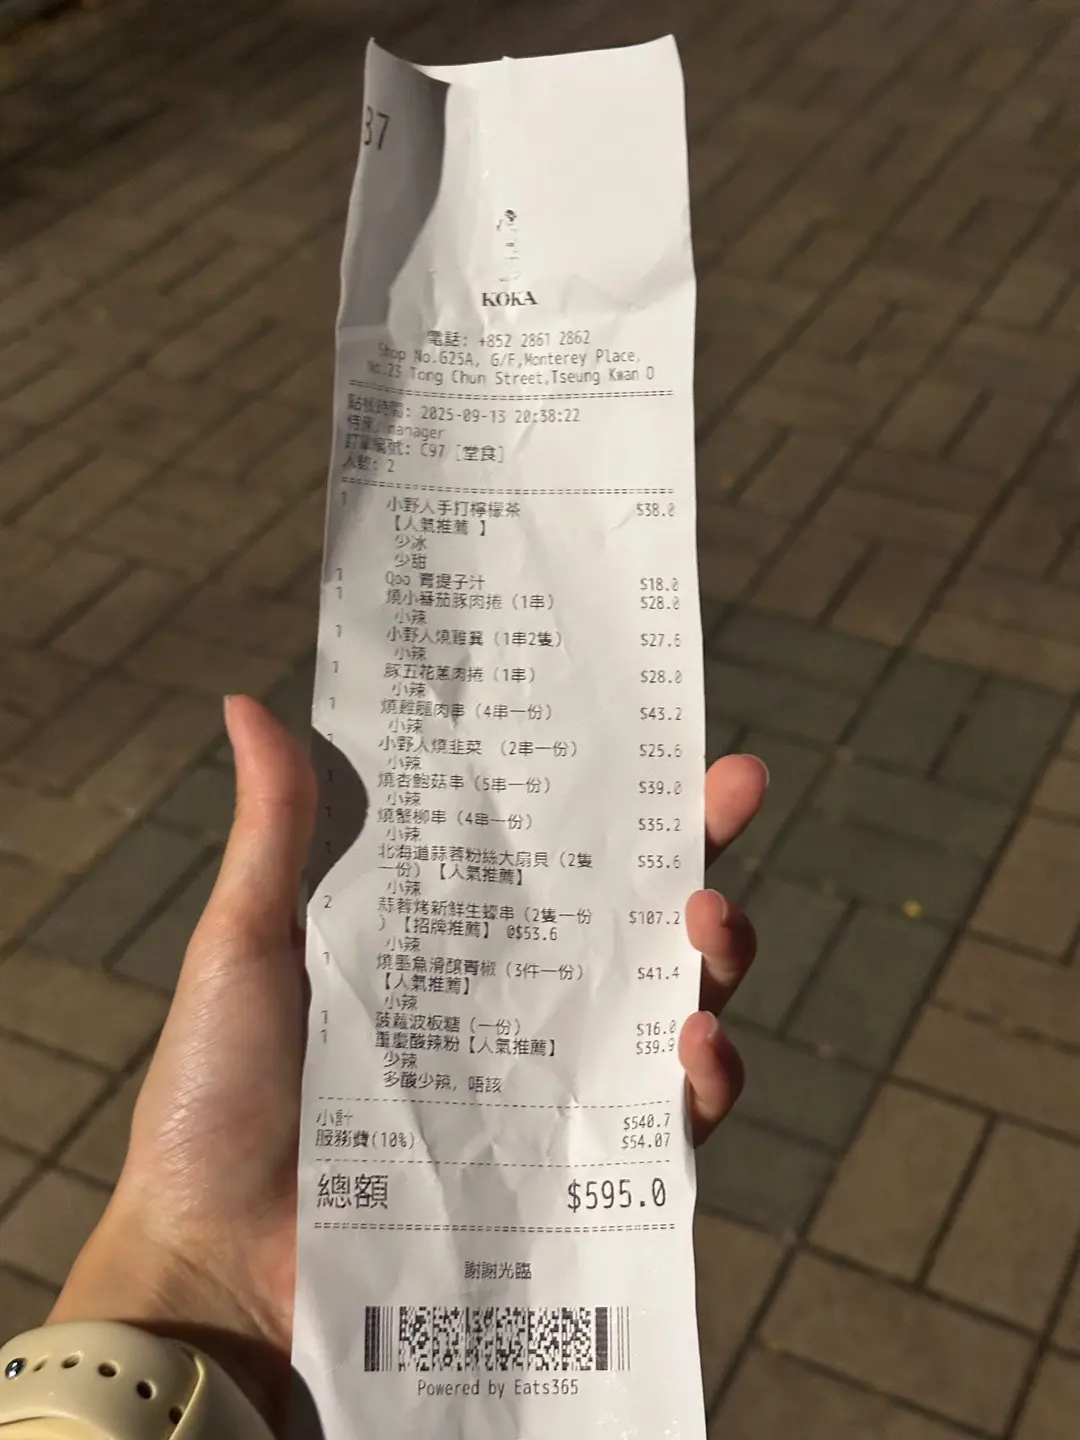 37
KOKA
電話: +852 2861 2862
Shop No.G25A, G/F,Monterey Place,
No.23 Tong Chun Street,Tseung Kwan O
點後時間: 2025-09-13 20:38:22
侍應: manager
訂單編號: C97 [堂食]
人數: 2
1 小野人手打檸檬茶 $38.0
【人氣推薦 】
少冰
少甜
1 Qoo 青提子汁 $18.0
1 燒小番茄豚肉捲 (1串) $28.0
小辣
1 小野人燒雞翼 (1串2隻) $27.6
小辣
1 豚五花蔥肉捲 (1串) $28.0
小辣
1 燒雞腿肉串 (4串一份) $43.2
小辣
1 小野人燒韭菜 (2串一份) $25.6
小辣
1 燒杏鮑菇串 (5串一份) $39.0
小辣
1 燒蟹柳串 (4串一份) $35.2
小辣
1 北海道蒜蓉粉絲大扇貝 (2隻 $53.6
一份) 【人氣推薦】
小辣
2 蒜蓉烤新鮮生蠔串 (2隻一份 $107.2
) 【招牌推薦】 @$53.6
小辣
1 燒墨魚滑釀青椒 (3件一份) $41.4
【人氣推薦】
小辣
1 菠蘿波板糖 (一份) $16.0
1 重慶酸辣粉【人氣推薦】 $39.9
少辣
多酸少辣, 唔該
小計 $540.7
服務費(10%) $54.07
總額 $595.0
謝謝光臨
Powered by Eats365